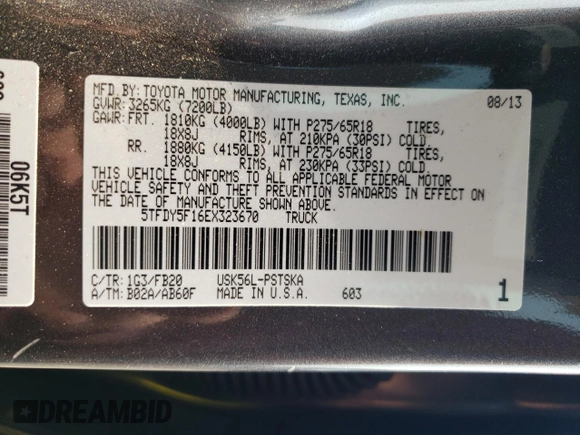 MFD. BY: TOYOTA MOTOR MANUFACTURING, TEXAS, INC. 08/13
GVWR: 3265KG (7200LB)
GAWR: FRT. 1810KG (4000LB) WITH P275/65R18 TIRES,
18X8J RIMS, AT 210KPA (30PSI) COLD.
RR. 1880KG (4150LB) WITH P275/65R18 TIRES,
18X8J RIMS, AT 230KPA (33PSI) COLD.
THIS VEHICLE CONFORMS TO ALL APPLICABLE FEDERAL MOTOR
VEHICLE SAFETY AND THEFT PREVENTION STANDARDS IN EFFECT ON
THE DATE OF MANUFACTURE SHOWN ABOVE.
5TFDY5F16EX323670 TRUCK
C/TR: 1G3/FB20 USK56L-PSTSKA
A/TM: B02A/AB60F MADE IN U.S.A. 603
1
06K5T
DREAMBID